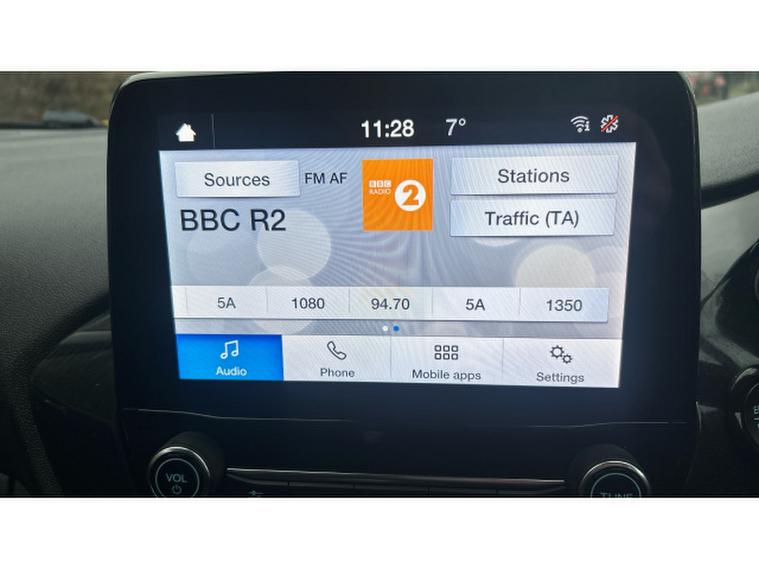 11:28 7°
Sources FM AF BBC RADIO 2 Stations
BBC R2 Traffic (TA)
5A 1080 94.70 5A 1350
Audio Phone Mobile apps Settings
VOL TUNE